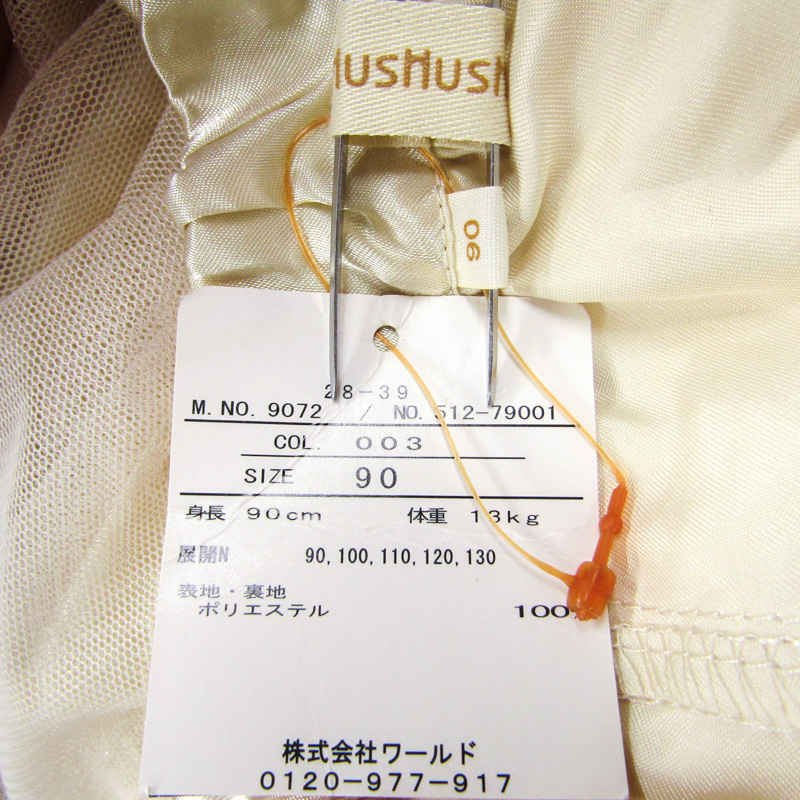 HUSHUSH
90
28-39
M. NO. 9072 / NO. 512-79001
COL. 003
SIZE 90
身長 90cm 体重 13kg
展開N 90,100,110,120,130
表地・裏地
ポリエステル 100%
株式会社ワールド
0120-977-917